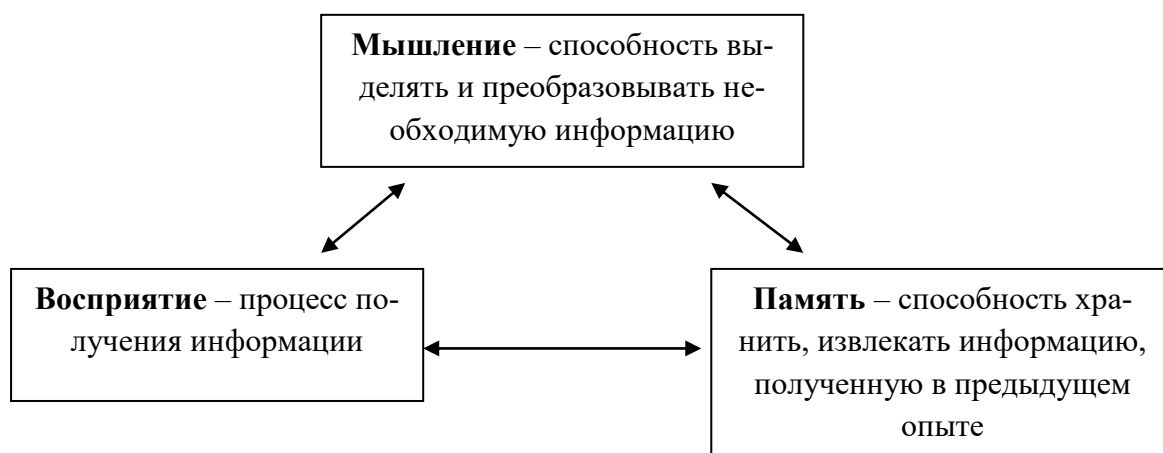 Мышление – способность вы-
делять и преобразовывать не-
обходимую информацию
Восприятие – процесс по-
лучения информации
Память – способность хра-
нить, извлекать информацию,
полученную в предыдущем
опыте